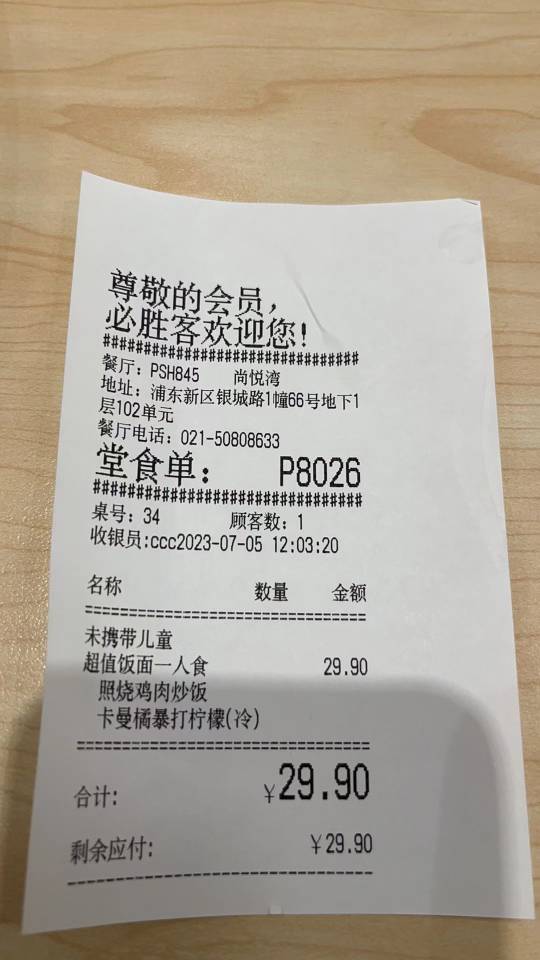 尊敬的会员，
必胜客欢迎您！
################################
餐厅：PSH845 尚悦湾
地址：浦东新区银城路1幢66号地下1
层102单元
餐厅电话：021-50808633
堂食单： P8026
################################
桌号：34 顾客数：1
收银员:ccc2023-07-05 12:03:20
名称 数量 金额
================================
未携带儿童
超值饭面一人食 29.90
照烧鸡肉炒饭
卡曼橘暴打柠檬(冷)
================================
合计: ￥29.90
剩余应付: ￥29.90
--------------------------------